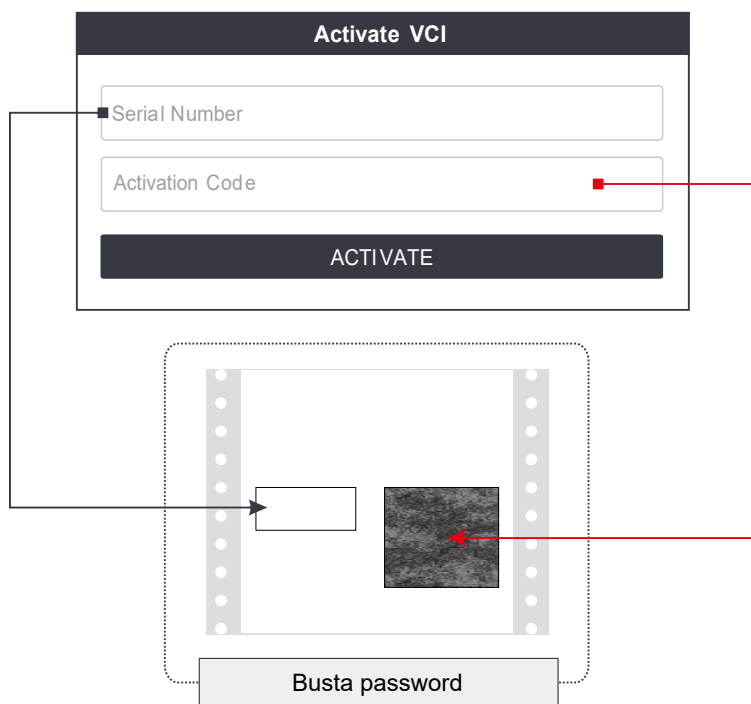 Activate VCI
Serial Number
Activation Code
ACTIVATE
Busta password